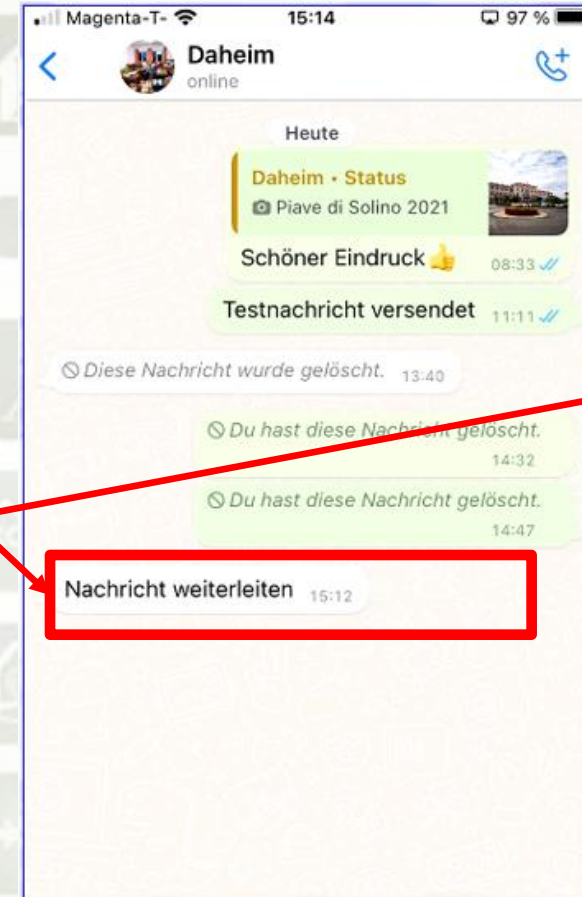 Magenta-T- 15:14 97 %
Daheim
online
Heute
Daheim • Status
Piave di Solino 2021
Schöner Eindruck👍 08:33
Testnachricht versendet 11:11
Diese Nachricht wurde gelöscht. 13:40
Du hast diese Nachricht gelöscht.
14:32
Du hast diese Nachricht gelöscht.
14:47
Nachricht weiterleiten 15:12